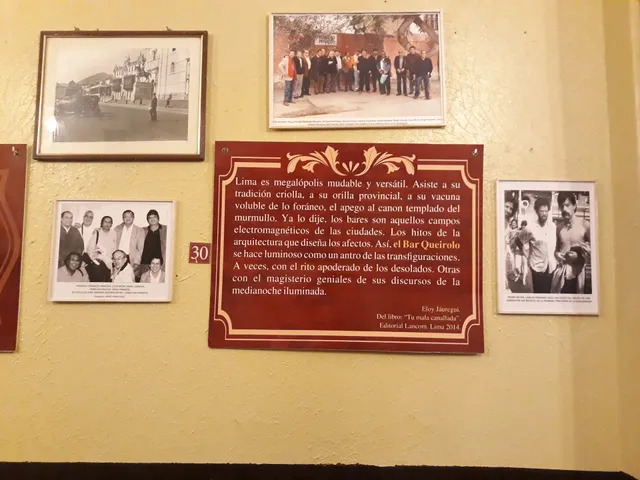 Lima es megalópolis mudable y versátil. Asiste a su
tradición criolla, a su orilla provincial, a su vacuna
voluble de lo foráneo, el apego al canon templado del
murmullo. Ya lo dije, los bares son aquellos campos
electromagnéticos de las ciudades. Los hitos de la
arquitectura que diseña los afectos. Así, el Bar Queirolo
se hace luminoso como un antro de las transfiguraciones.
A veces, con el rito apoderado de los desolados. Otras
con el magisterio geniales de sus discursos de la
medianoche iluminada.
Eloy Jáuregui.
Del libro: "Tu mala canallada".
Editorial Lancom. Lima 2014.
30